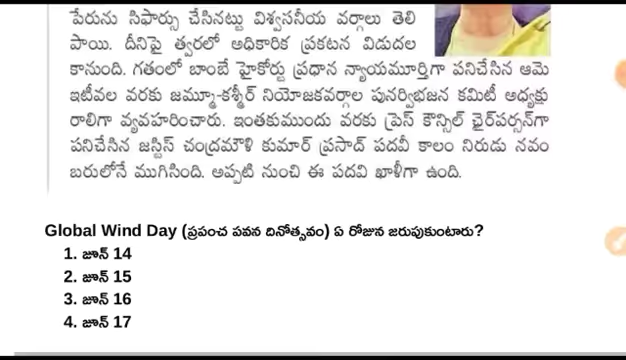 పేరును సిఫార్సు చేసినట్టు విశ్వసనీయ వర్గాలు తెలి
పాయి. దీనిపై త్వరలో అధికారిక ప్రకటన విడుదల
కానుంది. గతంలో బాంబే హైకోర్టు ప్రధాన న్యాయమూర్తిగా పనిచేసిన ఆమె
ఇటీవల వరకు జమ్మూ-కశ్మీర్ నియోజకవర్గాల పునర్విభజన కమిటీ అధ్యక్షు
రాలిగా వ్యవహరించారు. ఇంతకుముందు వరకు ప్రెస్ కౌన్సిల్ ఛైర్‌పర్సన్‌గా
పనిచేసిన జస్టిస్ చంద్రమౌళి కుమార్ ప్రసాద్ పదవీ కాలం నిరుడు నవం
బరులోనే ముగిసింది. అప్పటి నుంచి ఈ పదవి ఖాళీగా ఉంది.
Global Wind Day (ప్రపంచ పవన దినోత్సవం) ఏ రోజున జరుపుకుంటారు?
1. జూన్ 14
2. జూన్ 15
3. జూన్ 16
4. జూన్ 17